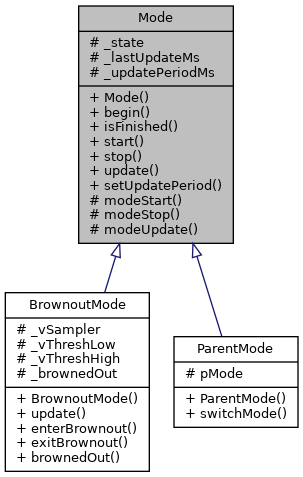 Mode
# _state
# _lastUpdateMs
# _updatePeriodMs
+ Mode()
+ begin()
+ isFinished()
+ start()
+ stop()
+ update()
+ setUpdatePeriod()
# modeStart()
# modeStop()
# modeUpdate()
BrownoutMode
# _vSampler
# _vThreshLow
# _vThreshHigh
# _brownedOut
+ BrownoutMode()
+ update()
+ enterBrownout()
+ exitBrownout()
+ brownedOut()
ParentMode
# pMode
+ ParentMode()
+ switchMode()